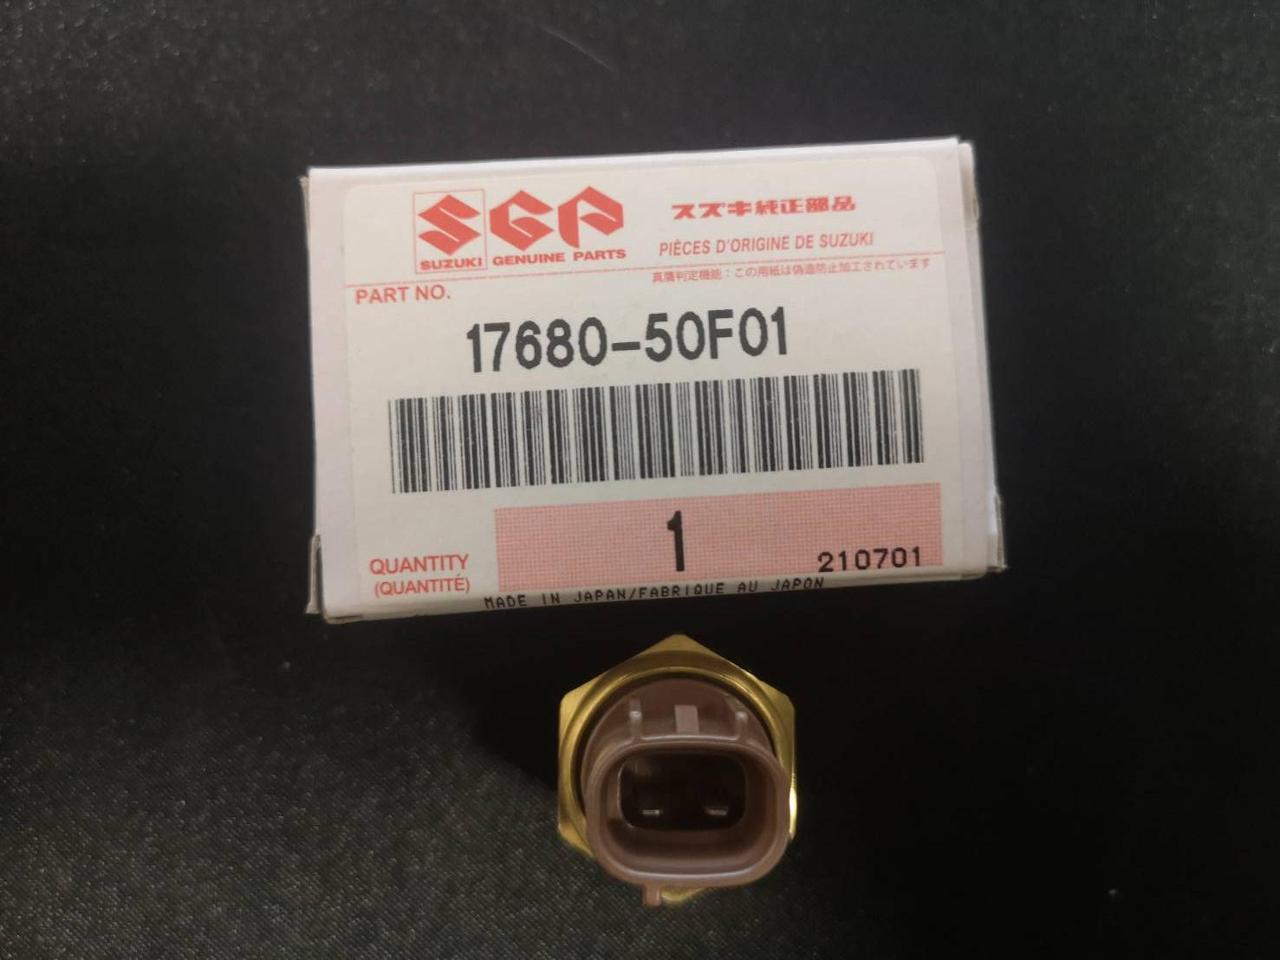 SGP
SUZUKI GENUINE PARTS
スズキ純正部品
PIÈCES D'ORIGINE DE SUZUKI
真贋判定機能：この用紙は偽造防止加工されています
PART NO.
17680-50F01
1
QUANTITY
(QUANTITÉ)
210701
MADE IN JAPAN/FABRIQUE AU JAPON